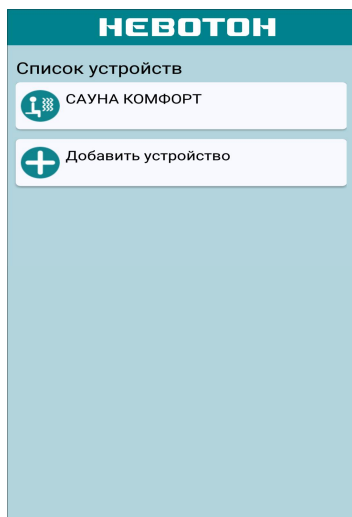 НЕВОТОН
Список устройств
САУНА КОМФОРТ
Добавить устройство